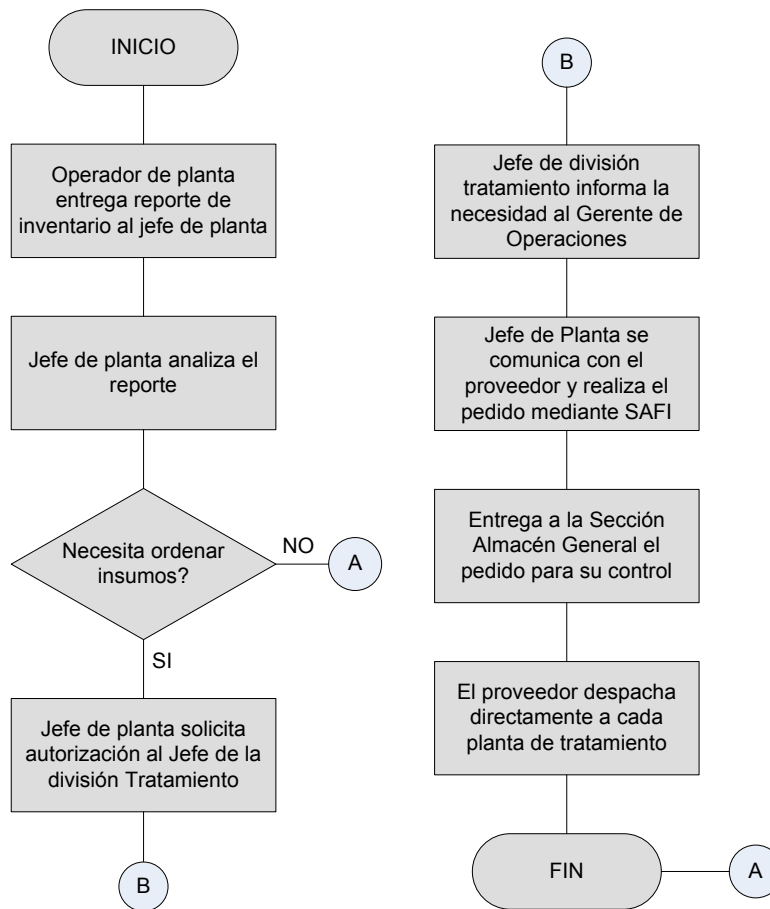 INICIO
Operador de planta
entrega reporte de
inventario al jefe de planta
Jefe de planta analiza el
reporte
Necesita ordenar
insumos?
NO
A
SI
Jefe de planta solicita
autorización al Jefe de la
división Tratamiento
B
B
Jefe de división
tratamiento informa la
necesidad al Gerente de
Operaciones
Jefe de Planta se
comunica con el
proveedor y realiza el
pedido mediante SAFI
Entrega a la Sección
Almacén General el
pedido para su control
El proveedor despacha
directamente a cada
planta de tratamiento
FIN
A